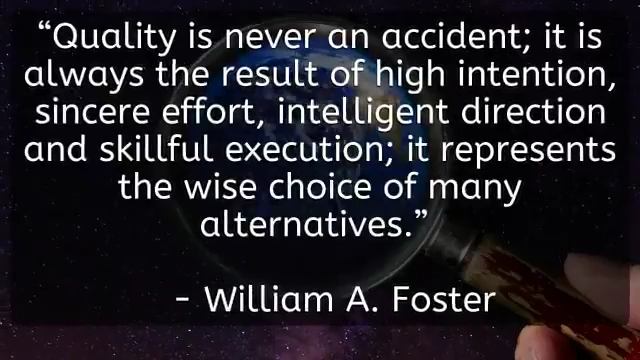 “Quality is never an accident; it is
always the result of high intention,
sincere effort, intelligent direction
and skillful execution; it represents
the wise choice of many
alternatives.”
- William A. Foster